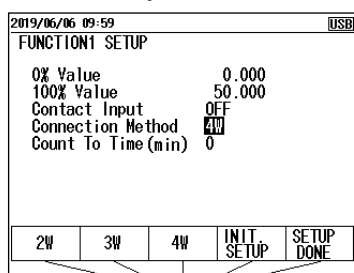 2019/06/06 09:59 USB
FUNCTION1 SETUP
0% Value 0.000
100% Value 50.000
Contact Input OFF
Connection Method 4W
Count To Time(min) 0
2W 3W 4W INIT. SETUP
SETUP DONE